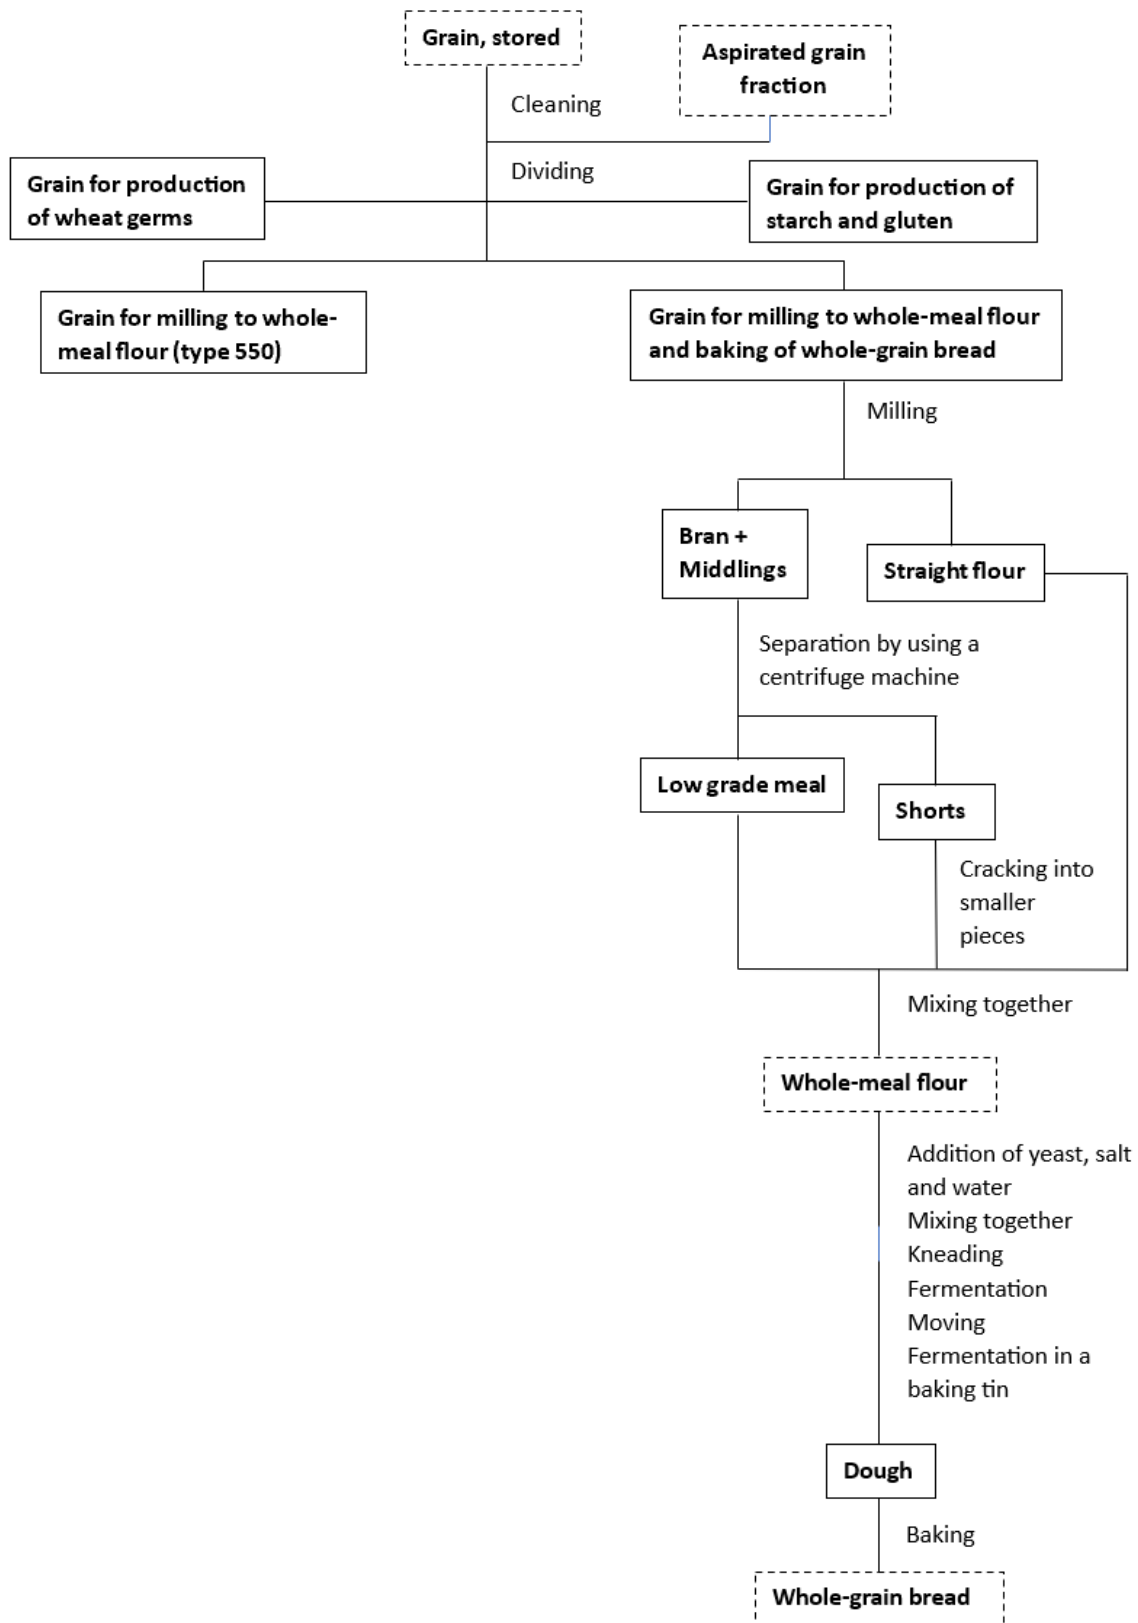 Grain, stored
Aspirated grain
fraction
Cleaning
Dividing
Grain for production
of wheat germs
Grain for production of
starch and gluten
Grain for milling to whole-
meal flour (type 550)
Grain for milling to whole-meal flour
and baking of whole-grain bread
Milling
Bran +
Middlings
Straight flour
Separation by using a
centrifuge machine
Low grade meal
Shorts
Cracking into
smaller
pieces
Mixing together
Whole-meal flour
Addition of yeast, salt
and water
Mixing together
Kneading
Fermentation
Moving
Fermentation in a
baking tin
Dough
Baking
Whole-grain bread